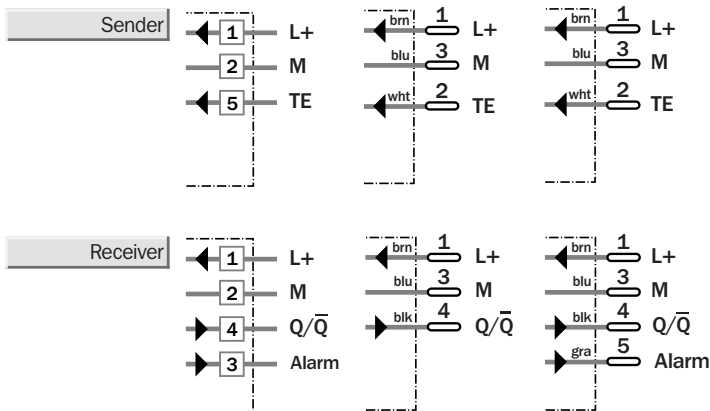 Sender
1 L+
2 M
5 TE
brn 1 L+
blu 3 M
wht 2 TE
brn 1 L+
blu 3 M
wht 2 TE
Receiver
1 L+
2 M
4 Q/Q̅
3 Alarm
brn 1 L+
blu 3 M
blk 4 Q/Q̅
brn 1 L+
blu 3 M
blk 4 Q/Q̅
gra 5 Alarm